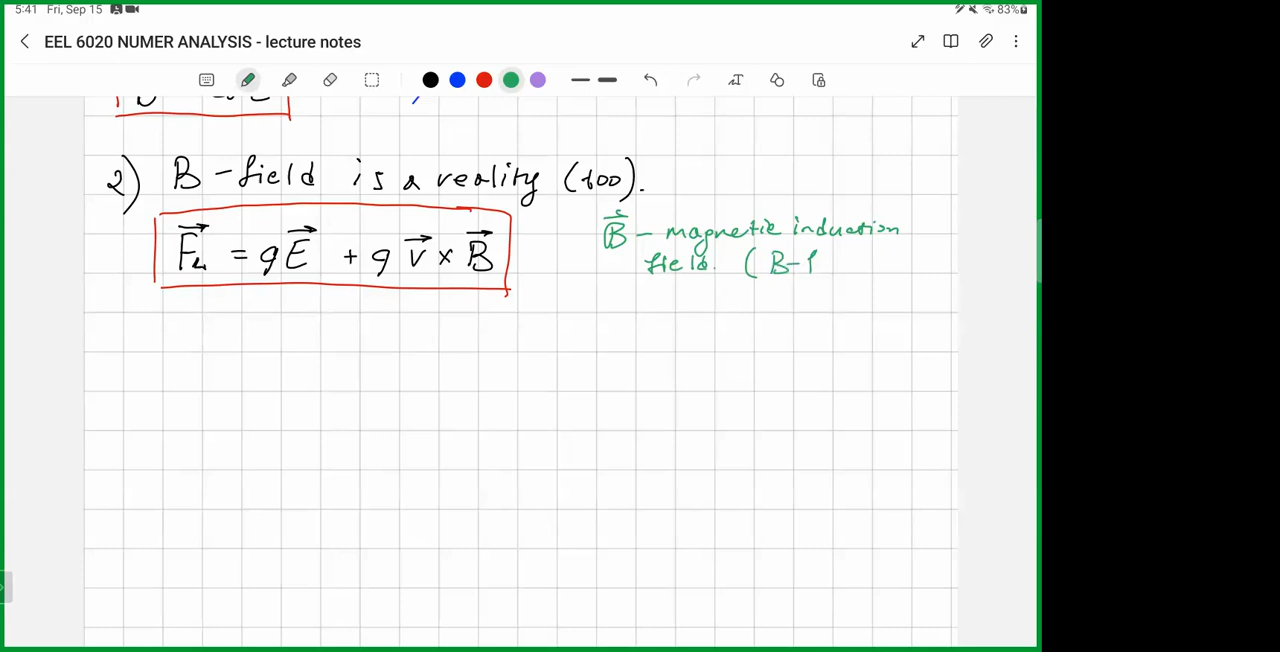 5:41 Fri, Sep 15
83%
EEL 6020 NUMER ANALYSIS - lecture notes
2) B-field is a reality (too).
F = qE + q v × B
B - magnetic induction
field. ( B-f